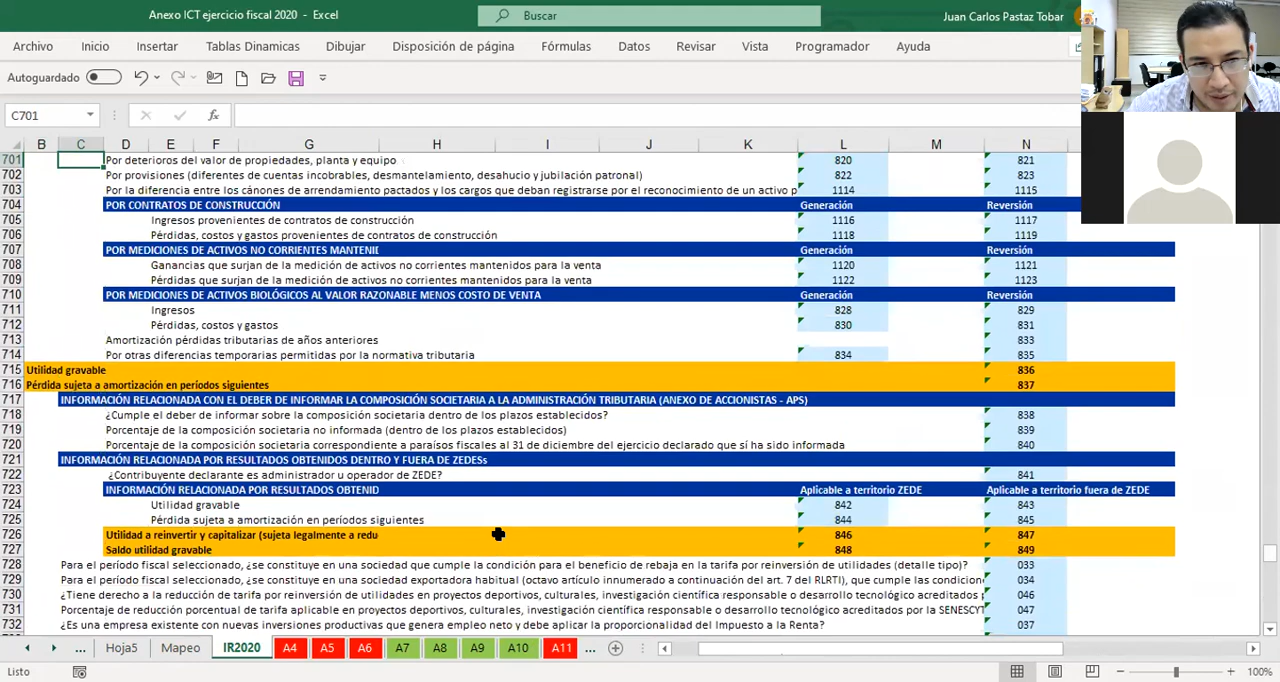 Anexo ICT ejercicio fiscal 2020 - Excel
Buscar
Juan Carlos Pastaz Tobar
Archivo Inicio Insertar Tablas Dinamicas Dibujar Disposición de página Fórmulas Datos Revisar Vista Programador Ayuda
Autoguardado
C701 fx
B C D E F G H I J K L M N
701 Por deterioros del valor de propiedades, planta y equipo 820 821
702 Por provisiones (diferentes de cuentas incorables, desmantelamiento, desahucio y jubilación patronal) 822 823
703 Por la diferencia entre los cánones de arrendamiento pactados y los cargos que deban registrarse por el reconocimiento de un activo p 1114 1115
704 POR CONTRATOS DE CONSTRUCCIÓN Generación Reversión
705 Ingresos provenientes de contratos de construcción 1116 1117
706 Pérdidas, costos y gastos provenientes de contratos de construcción 1118 1119
707 POR MEDICIONES DE ACTIVOS NO CORRIENTES MANTENIE Generación Reversión
708 Ganancias que surjan de la medición de activos no corrientes mantenidos para la venta 1120 1121
709 Pérdidas que surjan de la medición de activos no corrientes mantenidos para la venta 1122 1123
710 POR MEDICIONES DE ACTIVOS BIOLÓGICOS AL VALOR RAZONABLE MENOS COSTO DE VENTA Generación Reversión
711 Ingresos 828 829
712 Pérdidas, costos y gastos 830 831
713 Amortización pérdidas tributarias de años anteriores 833
714 Por otras diferencias temporarias permitidas por la normativa tributaria 834 835
715 Utilidad gravable 836
716 Pérdida sujeta a amortización en períodos siguientes 837
717 INFORMACIÓN RELACIONADA CON EL DEBER DE INFORMAR LA COMPOSICIÓN SOCIETARIA A LA ADMINISTRACIÓN TRIBUTARIA (ANEXO DE ACCIONISTAS - APS)
718 ¿Cumple el deber de informar sobre la composición societaria dentro de los plazos establecidos? 838
719 Porcentaje de la composición societaria no informada (dentro de los plazos establecidos) 839
720 Porcentaje de la composición societaria correspondiente a paraísos fiscales al 31 de diciembre del ejercicio declarado que sí ha sido informada 840
721 INFORMACIÓN RELACIONADA POR RESULTADOS OBTENIDOS DENTRO Y FUERA DE ZEDESs
722 ¿Contribuyente declarante es administrador u operador de ZEDE? 841
723 INFORMACIÓN RELACIONADA POR RESULTADOS OBTENID Aplicable a territorio ZEDE Aplicable a territorio fuera de ZEDE
724 Utilidad gravable 842 843
725 Pérdida sujeta a amortización en períodos siguientes 844 845
726 Utilidad a reinvertir y capitalizar (sujeta legalmente a redu 846 847
727 Saldo utilidad gravable 848 849
728 Para el período fiscal seleccionado, ¿se constituye en una sociedad que cumple la condición para el beneficio de rebaja en la tarifa por reinversión de utilidades (detalle tipo)? 033
729 Para el período fiscal seleccionado, ¿se constituye en una sociedad exportadora habitual (octavo artículo innumerado a continuación del art. 7 del RLRTI), que cumple las condicione 034
730 ¿Tiene derecho a la reducción de tarifa por reinversión de utilidades en proyectos deportivos, culturales, investigación científica responsable o desarrollo tecnológico acreditados p 046
731 Porcentaje de reducción porcentual de tarifa aplicable en proyectos deportivos, culturales, investigación científica responsable o desarrollo tecnológico acreditados por la SENESCYT 047
732 ¿Es una empresa existente con nuevas inversiones productivas que genera empleo neto y debe aplicar la proporcionalidad del Impuesto a la Renta? 037
... Hoja5 Mapeo IR2020 A4 A5 A6 A7 A8 A9 A10 A11 ...
Listo 100%